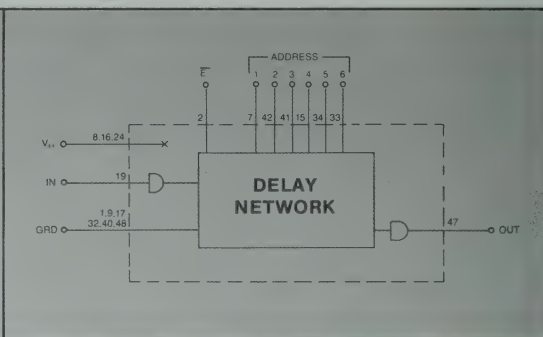 ADDRESS
E̅ 1 2 3 4 5 6
2 7 42 41 15 34 33
8,16,24
19
IN
DELAY
NETWORK
1,9,17
32,40,48
GRD
47
OUT